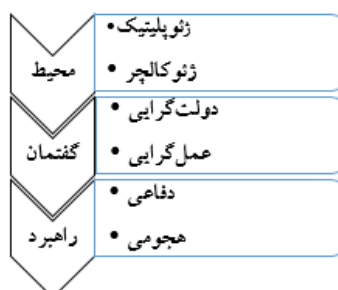 محیط
• ژئوپلیتیک
• ژئوکالچر
گفتمان
• دولت‌گرایی
• عمل‌گرایی
راهبرد
• دفاعی
• هجومی